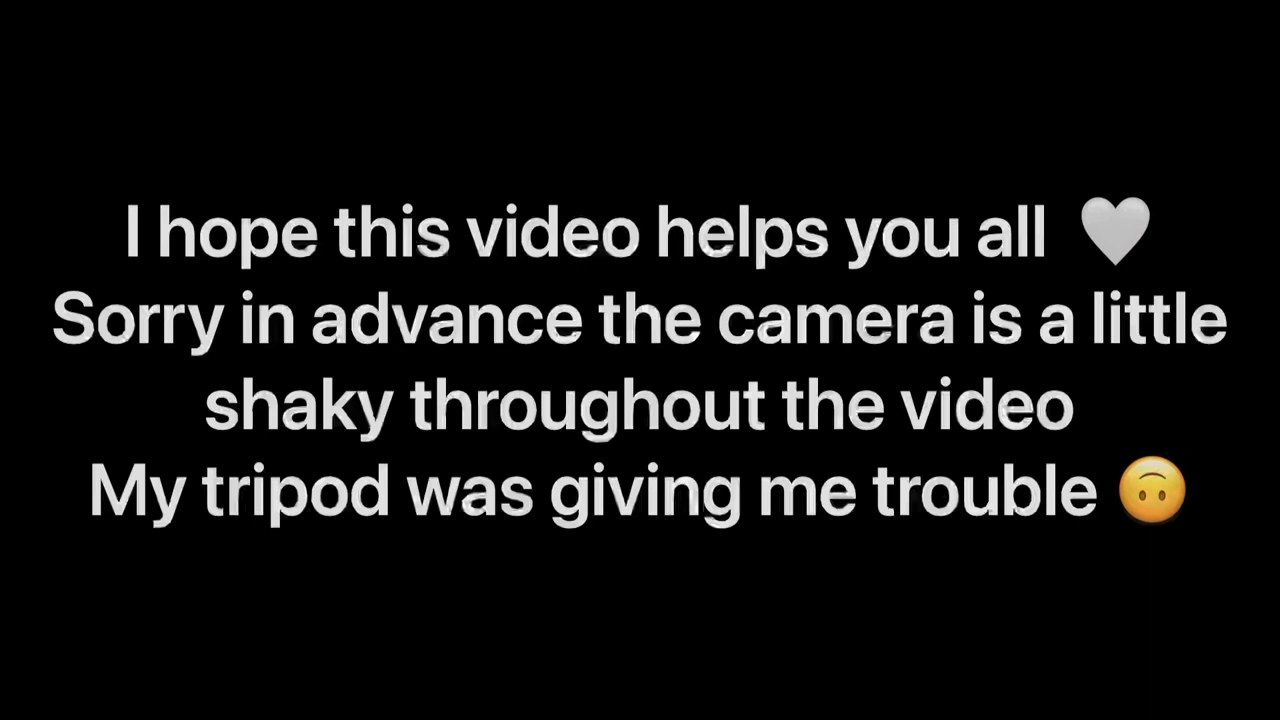 I hope this video helps you all 🤍
Sorry in advance the camera is a little
shaky throughout the video
My tripod was giving me trouble 🙃